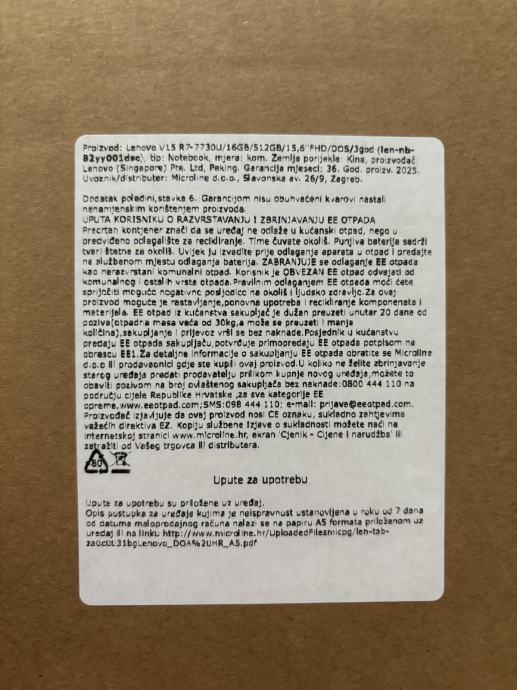 Proizvod: Lenovo V15 R7-7730U/16GB/512GB/15,6"FHD/DOS/3god (len-nb-
82yy001dsc), tip: Notebook, mjera: kom. Zemlja porijekla: Kina, proizvođač:
Lenovo (Singapore) Pte. Ltd, Peking. Garancija mjeseci: 36. God. proizv. 2025.
Uvoznik/distributer: Microline d.o.o., Slavonska av. 26/9, Zagreb.
Dodatak poleđini,stavka 6. Garancijom nisu obuhvaćeni kvarovi nastali
nenamjenskim korištenjem proizvoda.
UPUTA KORISNIKU O RAZVRSTAVANJU I ZBRINJAVANJU EE OTPADA
Precrtan kontejner znači da se uređaj ne odlaže u kućanski otpad, nego u
predviđeno odlagalište za recikliranje. Time čuvate okoliš. Punjiva baterija sadrži
tvari štetne za okoliš. Uvijek ju izvadite prije odlaganja aparata u otpad i predajte
na službenom mjestu odlaganja baterija. ZABRANJUJE se odlaganje EE otpada
kao nerazvrstani komunalni otpad. Korisnik je OBVEZAN EE otpad odvajati od
komunalnog i ostalih vrsta otpada.Pravilnim odlaganjem EE otpada moći ćete
spriječiti moguće negativne posljedice na okoliš i ljudsko zdravlje.Za ovaj
proizvod moguće je rastavljanje,ponovna upotreba i recikliranje komponenata i
materijala. EE otpad iz kućanstva sakupljač je dužan preuzeti unutar 20 dana od
poziva(otpadna masa veća od 30kg,a može se preuzeti i manja
količina),sakupljanje i prijevoz vrši se bez naknade.Posjednik u kućanstvu
predaju EE otpada sakupljaču,potvrđuje primopredaju EE otpada potpisom na
obrascu EE1.Za detaljne informacije o sakupljanju EE otpada obratite se Microline
d.o.o ili prodavaonici gdje ste kupili ovaj proizvod.U koliko ne želite zbrinjavanje
starog uređaja predati prodavatelju prilikom kupnje novog uređaja,možete to
obaviti pozivom na broj ovlaštenog sakupljača bez naknade:0800 444 110 na
području cijele Republike Hrvatske ,za sve kategorije EE
opreme,www.eeotpad.com;SMS:098 444 110; e-mail: prijava@eeotpad.com.
Proizvođač izjavljuje da ovaj proizvod nosi CE oznaku, sukladno zahtjevima
važećih direktiva EZ. Kopiju službene Izjave o sukladnosti možete naći na
internetskoj stranici www.microline.hr, ekran 'Cjenik - Cijene i narudžba' ili
zatražiti od Vašeg trgovca ili distributera.
80
Upute za upotrebu
Upute za upotrebu su priložene uz uređaj.
Opis postupka za uređaje kojima je neispravnost ustanovljena u roku od 7 dana
od datuma maloprodajnog računa nalazi se na papiru A5 formata priloženom uz
uređaj ili na linku